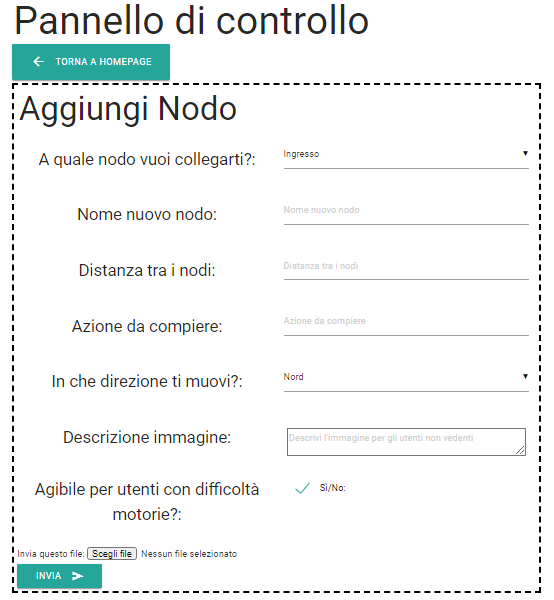 Pannello di controllo
TORNA A HOMEPAGE
Aggiungi Nodo
A quale nodo vuoi collegarti?:
Ingresso
Nome nuovo nodo:
Nome nuovo nodo
Distanza tra i nodi:
Distanza tra i nodi
Azione da compiere:
Azione da compiere
In che direzione ti muovi?:
Nord
Descrizione immagine:
Descrivi l'immagine per gli utenti non vedenti
Agibile per utenti con difficoltà
motorie?:
Sì/No:
Invia questo file: Scegli file Nessun file selezionato
INVIA